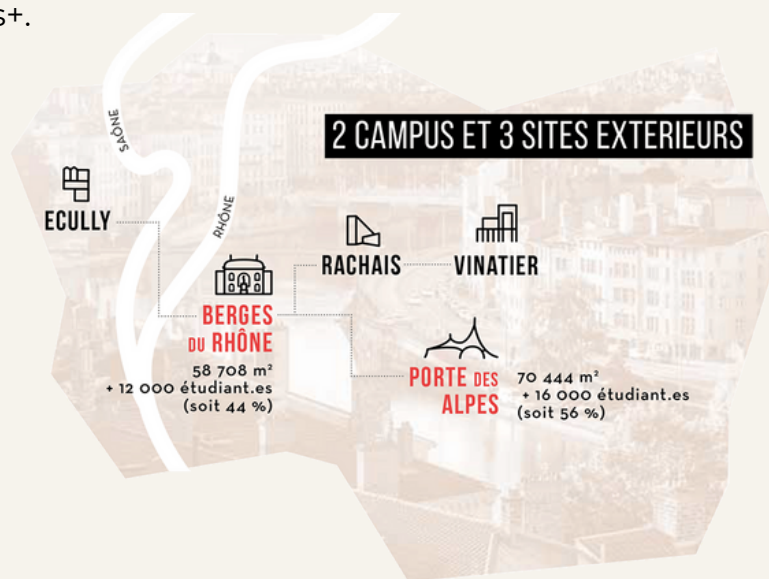 s+.
2 CAMPUS ET 3 SITES EXTERIEURS
SAÔNE
RHÔNE
ECULLY
RACHAIS
VINATIER
BERGES
DU RHÔNE
58 708 m²
+ 12 000 étudiant.es
(soit 44 %)
PORTE DES
ALPES
70 444 m²
+ 16 000 étudiant.es
(soit 56 %)